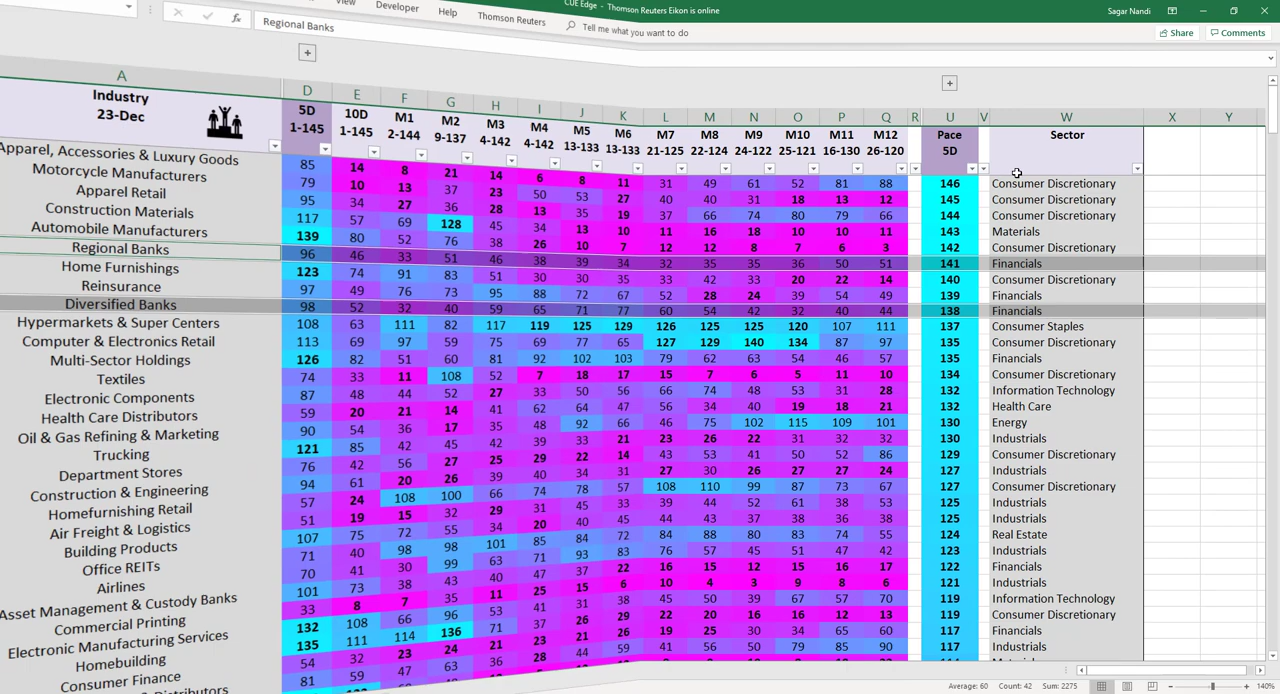 View Developer Help Thomson Reuters CUE Edge - Thomson Reuters Eikon is online Tell me what you want to do Sagar Nandi
Share Comments
fx Regional Banks
A D E F G H I J K L M N O P Q R U V W X Y
Industry 5D 10D M1 M2 M3 M4 M5 M6 M7 M8 M9 M10 M11 M12 Pace Sector
23-Dec 1-145 1-145 2-144 9-137 4-142 4-142 13-133 13-133 21-125 22-124 24-122 25-121 16-130 26-120 5D
Apparel, Accessories & Luxury Goods 85 14 8 21 14 6 8 11 31 49 61 52 81 88 146 Consumer Discretionary
Motorcycle Manufacturers 79 10 13 37 23 50 53 27 40 40 31 18 13 12 145 Consumer Discretionary
Apparel Retail 95 34 27 36 28 13 35 19 37 66 74 80 79 66 144 Consumer Discretionary
Construction Materials 117 57 69 128 45 34 13 10 11 16 18 10 10 11 143 Materials
Automobile Manufacturers 139 80 52 76 38 26 10 7 12 12 8 7 6 3 142 Consumer Discretionary
Regional Banks 96 46 33 51 46 38 39 34 32 35 35 36 50 51 141 Financials
Home Furnishings 123 74 91 83 51 30 30 35 33 42 33 20 22 14 140 Consumer Discretionary
Reinsurance 97 49 76 73 95 88 72 67 52 28 24 39 54 49 139 Financials
Diversified Banks 98 52 32 40 59 65 71 77 60 54 42 32 40 44 138 Financials
Hypermarkets & Super Centers 108 63 111 82 117 119 125 129 126 125 125 120 107 111 137 Consumer Staples
Computer & Electronics Retail 113 69 97 59 75 69 77 65 127 129 140 134 87 97 135 Consumer Discretionary
Multi-Sector Holdings 126 82 51 60 81 92 102 103 79 62 63 54 46 57 135 Financials
Textiles 74 33 11 108 52 7 18 17 15 7 6 5 11 10 134 Consumer Discretionary
Electronic Components 87 48 44 52 27 33 50 56 66 74 48 53 31 28 132 Information Technology
Health Care Distributors 59 20 21 14 41 62 64 47 56 34 40 19 18 21 132 Health Care
Oil & Gas Refining & Marketing 90 54 36 17 35 48 92 66 46 75 102 115 109 101 130 Energy
Trucking 121 85 42 45 42 39 33 21 23 26 22 31 32 32 130 Industrials
Department Stores 76 42 56 27 25 29 22 14 43 53 41 50 52 86 129 Consumer Discretionary
Construction & Engineering 94 61 20 26 39 40 34 31 27 30 26 27 27 24 127 Industrials
Homefurnishing Retail 57 24 108 100 66 74 78 57 108 110 99 87 73 67 127 Consumer Discretionary
Air Freight & Logistics 51 19 15 32 29 31 45 33 39 44 52 61 38 53 125 Industrials
Building Products 107 75 72 55 34 20 40 45 44 43 37 38 36 38 125 Industrials
Office REITs 71 40 98 98 101 85 84 72 84 88 80 83 74 55 124 Real Estate
Airlines 70 41 30 99 63 71 93 83 76 57 45 51 47 42 123 Industrials
Asset Management & Custody Banks 101 73 38 43 40 47 37 22 16 15 12 15 16 17 122 Financials
Commercial Printing 33 8 7 35 11 25 15 6 10 4 3 9 8 6 121 Industrials
Electronic Manufacturing Services 132 108 66 96 53 41 31 38 45 50 39 67 57 70 119 Information Technology
Homebuilding 135 111 114 136 71 37 26 29 22 20 16 16 12 13 119 Consumer Discretionary
Consumer Finance 54 32 23 24 21 23 21 26 19 25 30 34 65 60 117 Financials
& Distributors 81 59 47 63 36 28 44 59 41 56 50 79 85 90 117 Industrials
Average: 60 Count: 42 Sum: 2275 140%